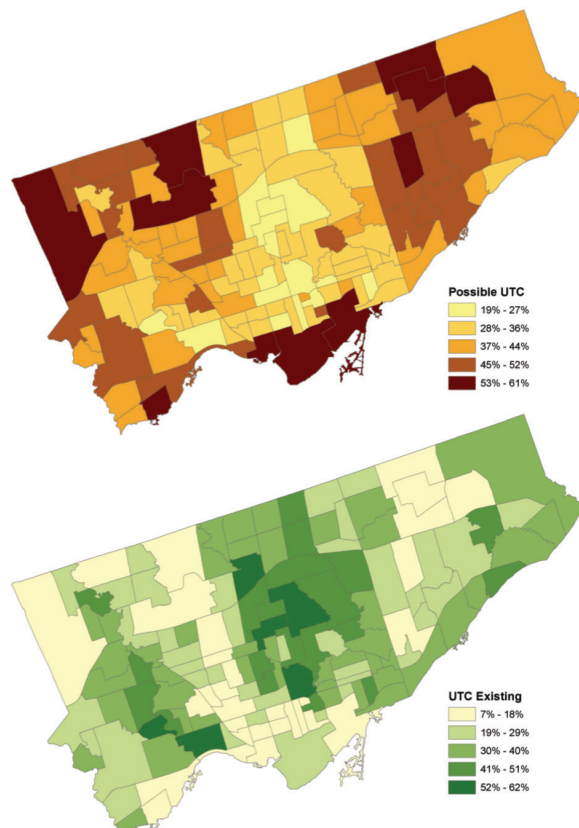 Possible UTC
19% - 27%
28% - 36%
37% - 44%
45% - 52%
53% - 61%
UTC Existing
7% - 18%
19% - 29%
30% - 40%
41% - 51%
52% - 62%